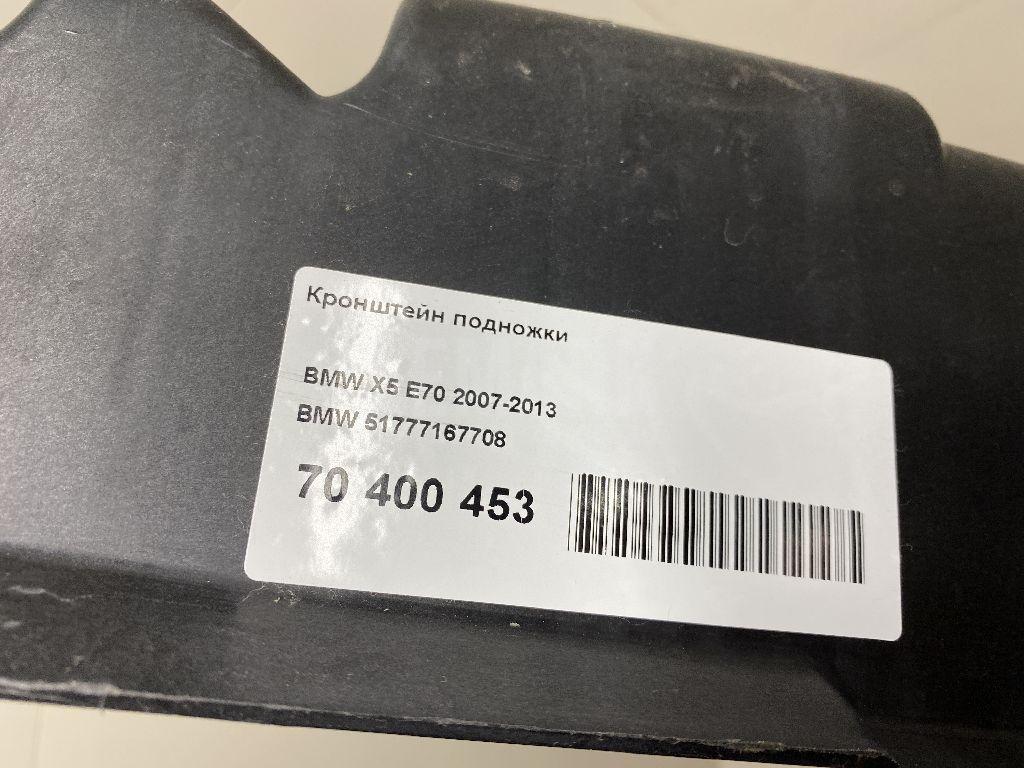 Кронштейн подножки
BMW X5 E70 2007-2013
BMW 51777167708
70 400 453